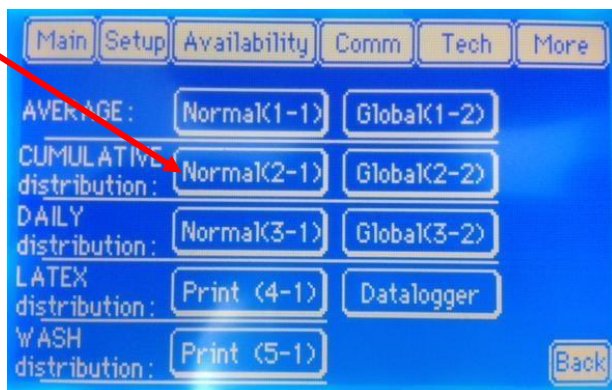 Main Setup Availability Comm Tech More
AVERAGE: Normal(1-1) Global(1-2)
CUMULATIVE
distribution: Normal(2-1) Global(2-2)
DAILY
distribution: Normal(3-1) Global(3-2)
LATEX
distribution: Print (4-1) Datalogger
WASH
distribution: Print (5-1)
Back